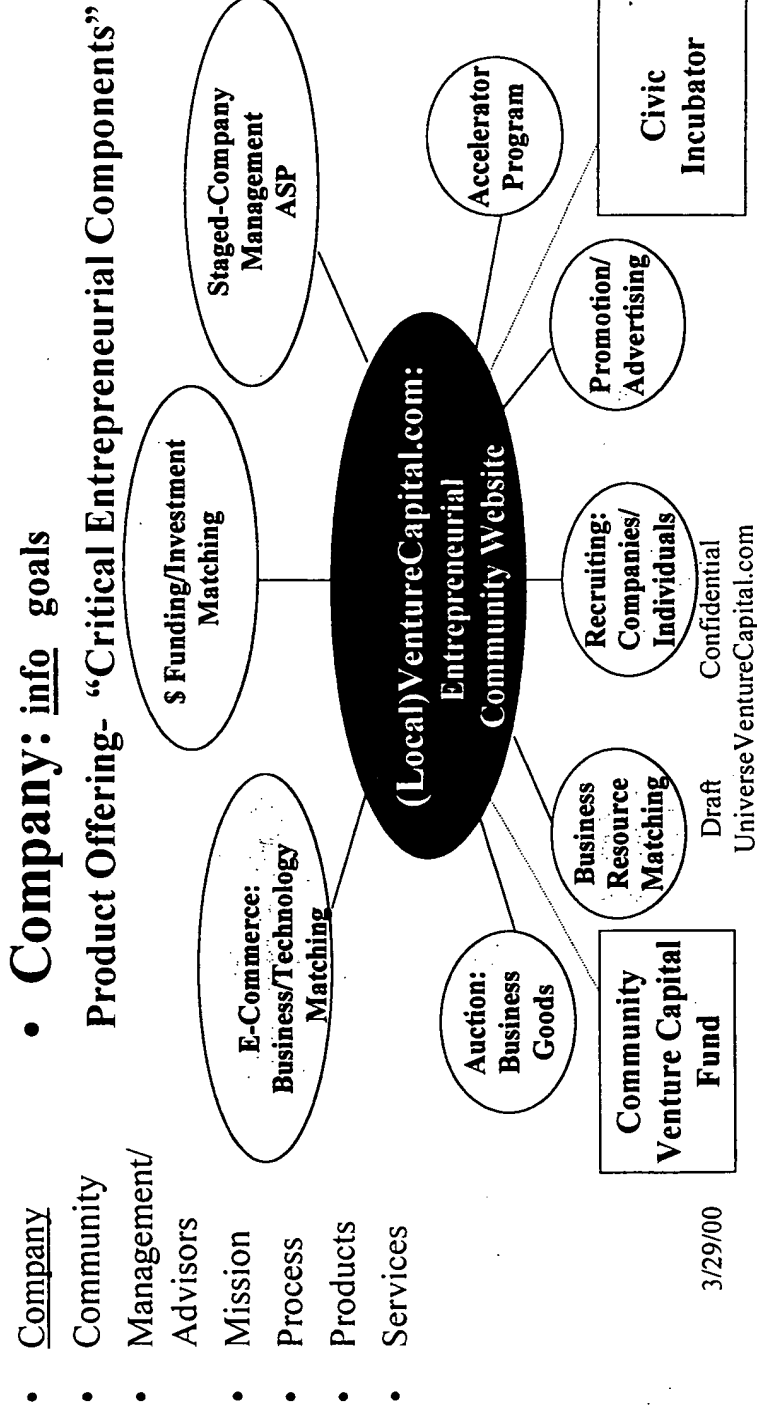 • Company
• Community
• Management/
Advisors
• Mission
• Process
• Products
• Services
• Company: info goals
Product Offering- “Critical Entrepreneurial Components”
E-Commerce:
Business/Technology
Matching
$ Funding/Investment
Matching
Staged-Company
Management
ASP
(Local)VentureCapital.com:
Entrepreneurial
Community Website
Auction:
Business
Goods
Business
Resource
Matching
Recruiting:
Companies/
Individuals
Promotion/
Advertising
Accelerator
Program
Community
Venture Capital
Fund
Civic
Incubator
3/29/00
Draft Confidential
UniverseVentureCapital.com